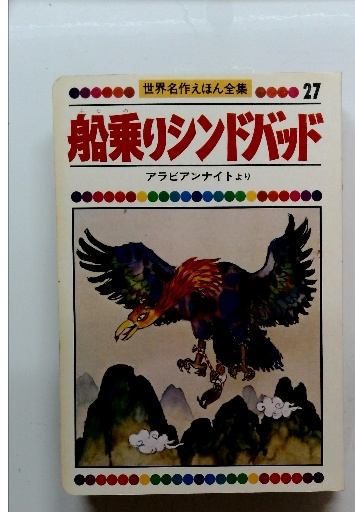 世界名作えほん全集
27
船乗りシンドバッド
アラビアンナイトより